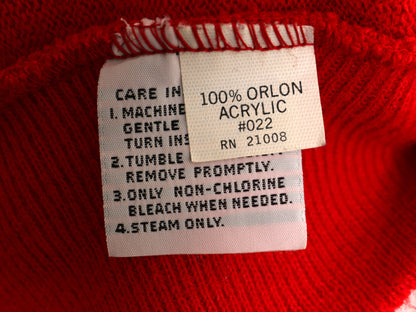 100% ORLON
ACRYLIC
#022
RN 21008
CARE IN
1. MACHINE
GENTLE
TURN INS
2. TUMBLE
REMOVE PROMPTLY.
3. ONLY NON-CHLORINE
BLEACH WHEN NEEDED.
4. STEAM ONLY.